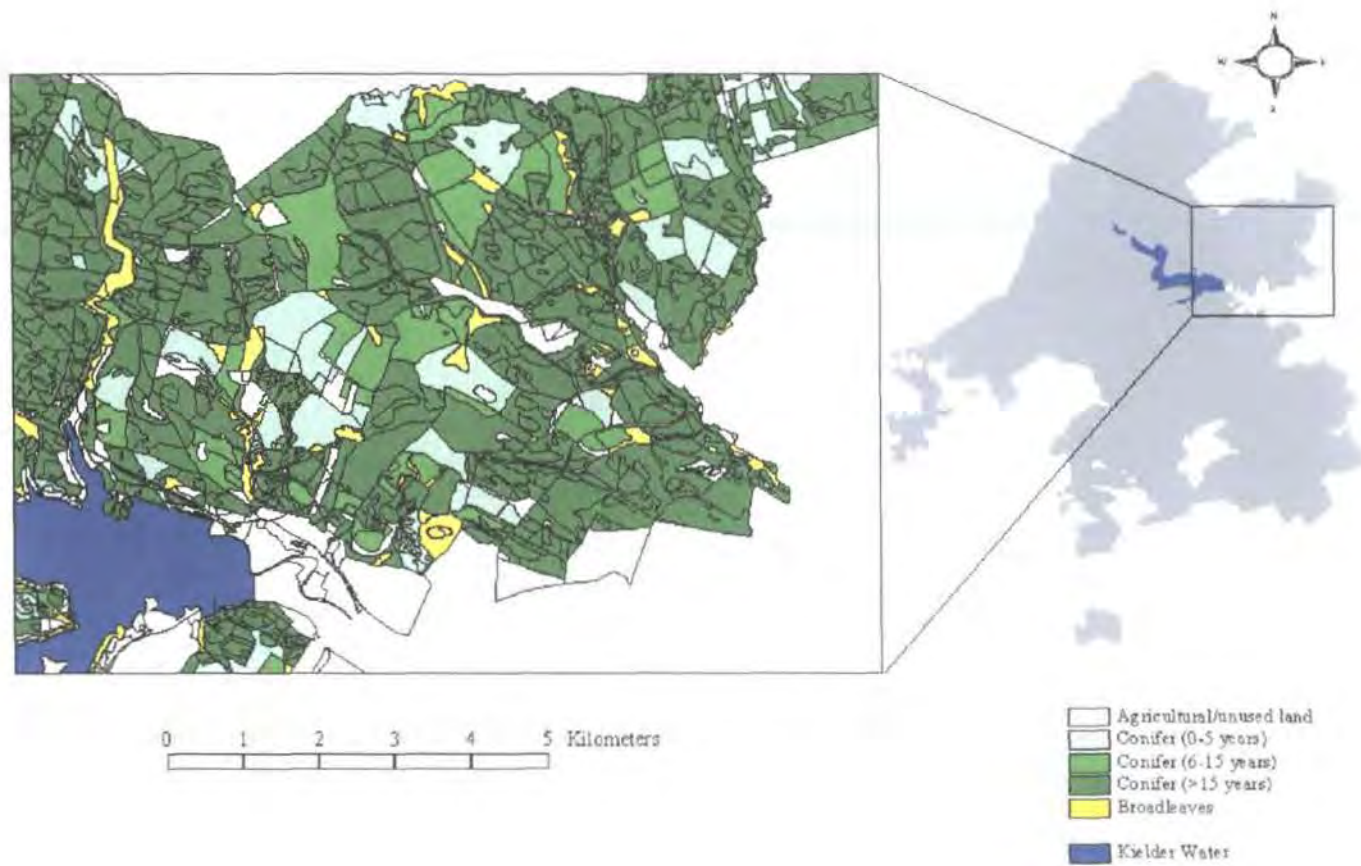 N
W
E
S
0 1 2 3 4 5 Kilometers
Agricultural/unused land
Conifer (0-5 years)
Conifer (6-15 years)
Conifer (>15 years)
Broadleaves
Kielder Water